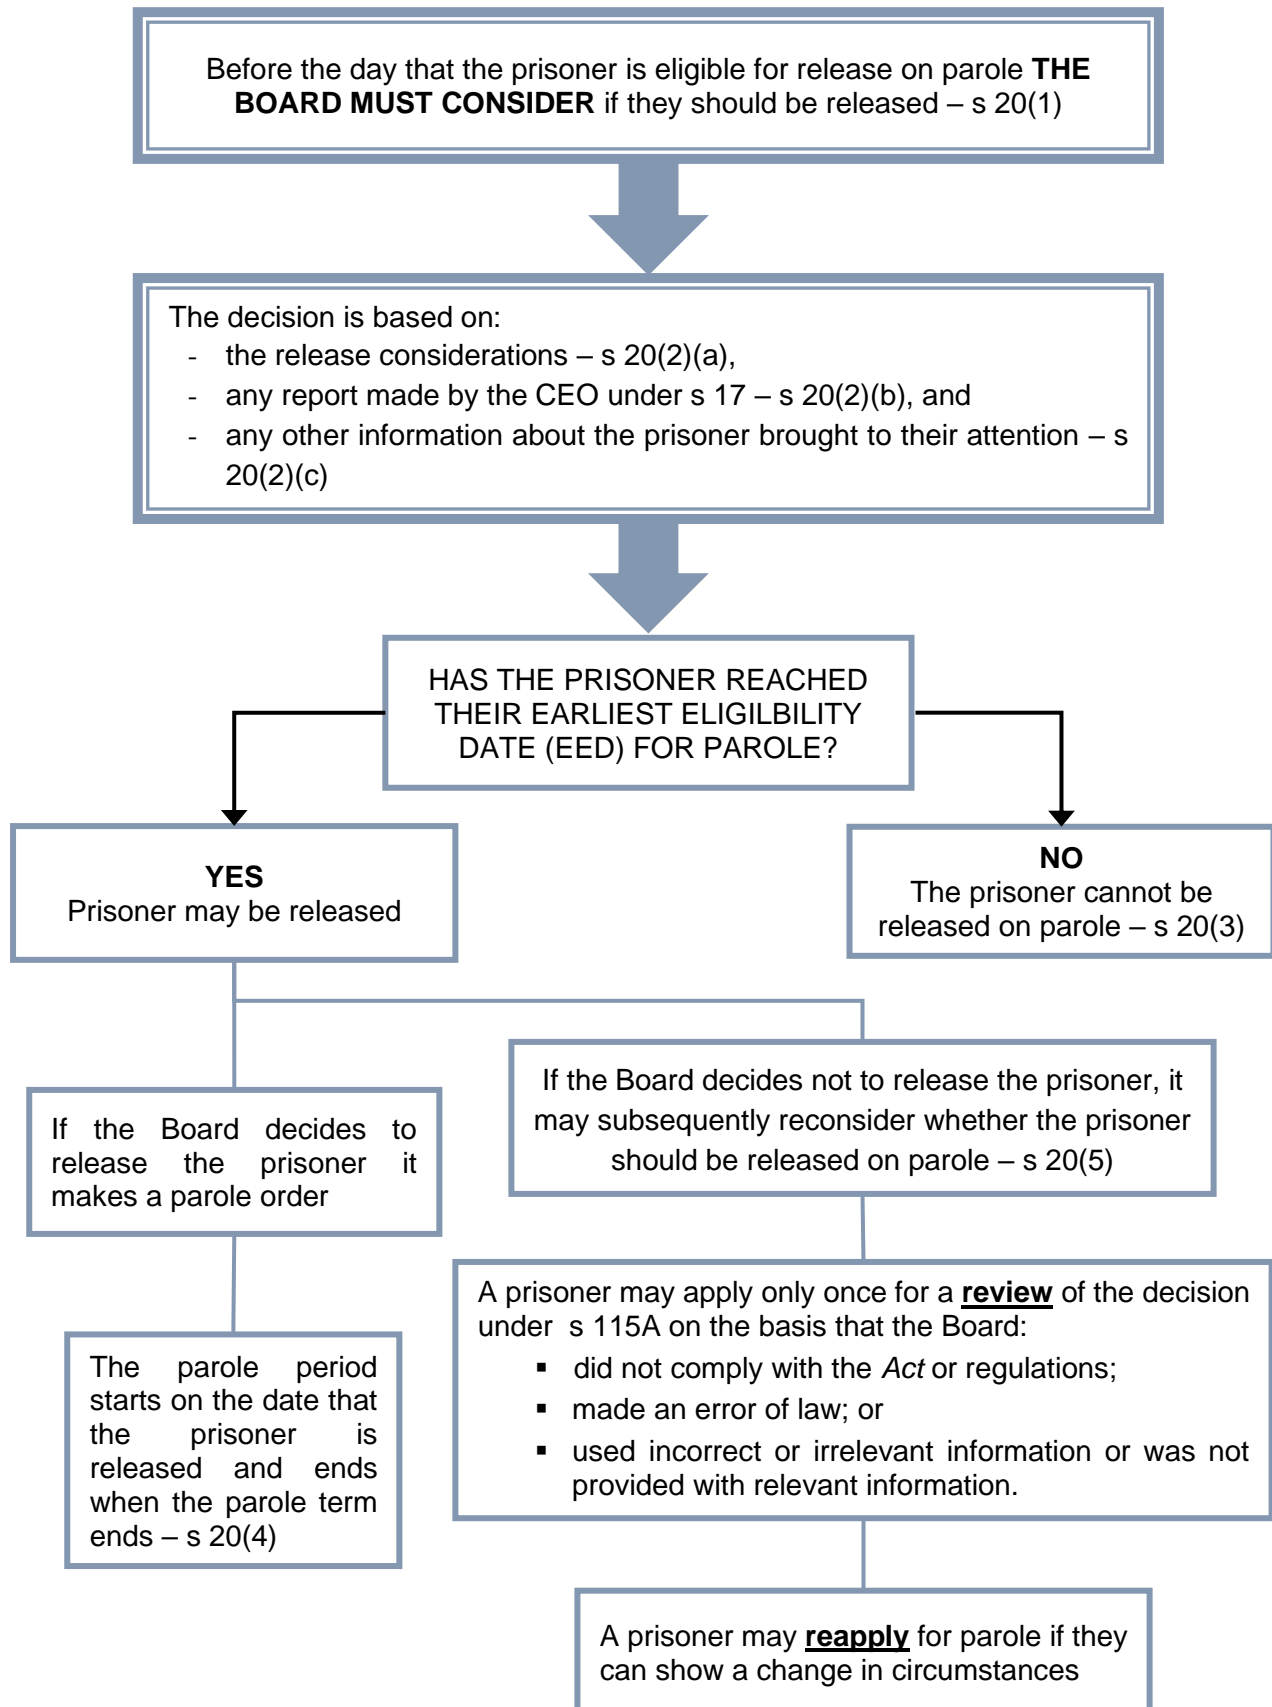 Before the day that the prisoner is eligible for release on parole THE
BOARD MUST CONSIDER if they should be released – s 20(1)
The decision is based on:
- the release considerations – s 20(2)(a),
- any report made by the CEO under s 17 – s 20(2)(b), and
- any other information about the prisoner brought to their attention – s
20(2)(c)
HAS THE PRISONER REACHED
THEIR EARLIEST ELIGILBILITY
DATE (EED) FOR PAROLE?
YES
Prisoner may be released
NO
The prisoner cannot be
released on parole – s 20(3)
If the Board decides to
release the prisoner it
makes a parole order
The parole period
starts on the date that
the prisoner is
released and ends
when the parole term
ends – s 20(4)
If the Board decides not to release the prisoner, it
may subsequently reconsider whether the prisoner
should be released on parole – s 20(5)
A prisoner may apply only once for a review of the decision
under s 115A on the basis that the Board:
▪ did not comply with the Act or regulations;
▪ made an error of law; or
▪ used incorrect or irrelevant information or was not
provided with relevant information.
A prisoner may reapply for parole if they
can show a change in circumstances